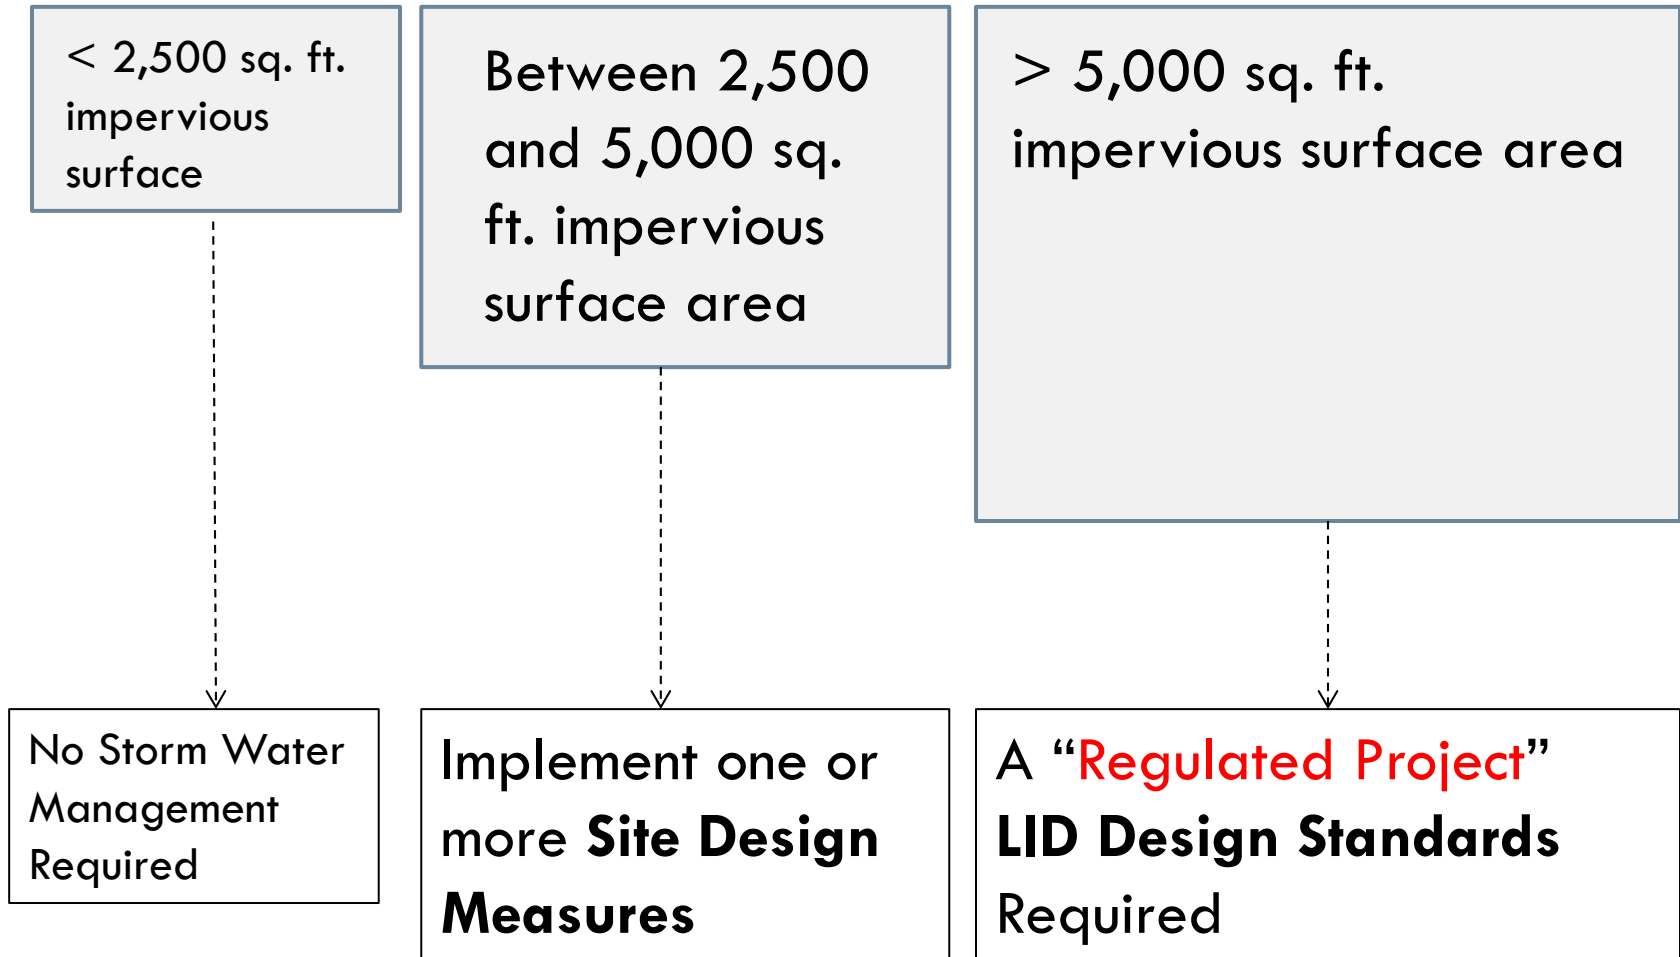 < 2,500 sq. ft.
impervious
surface
Between 2,500
and 5,000 sq.
ft. impervious
surface area
> 5,000 sq. ft.
impervious surface area
No Storm Water
Management
Required
Implement one or
more Site Design
Measures
A “Regulated Project”
LID Design Standards
Required